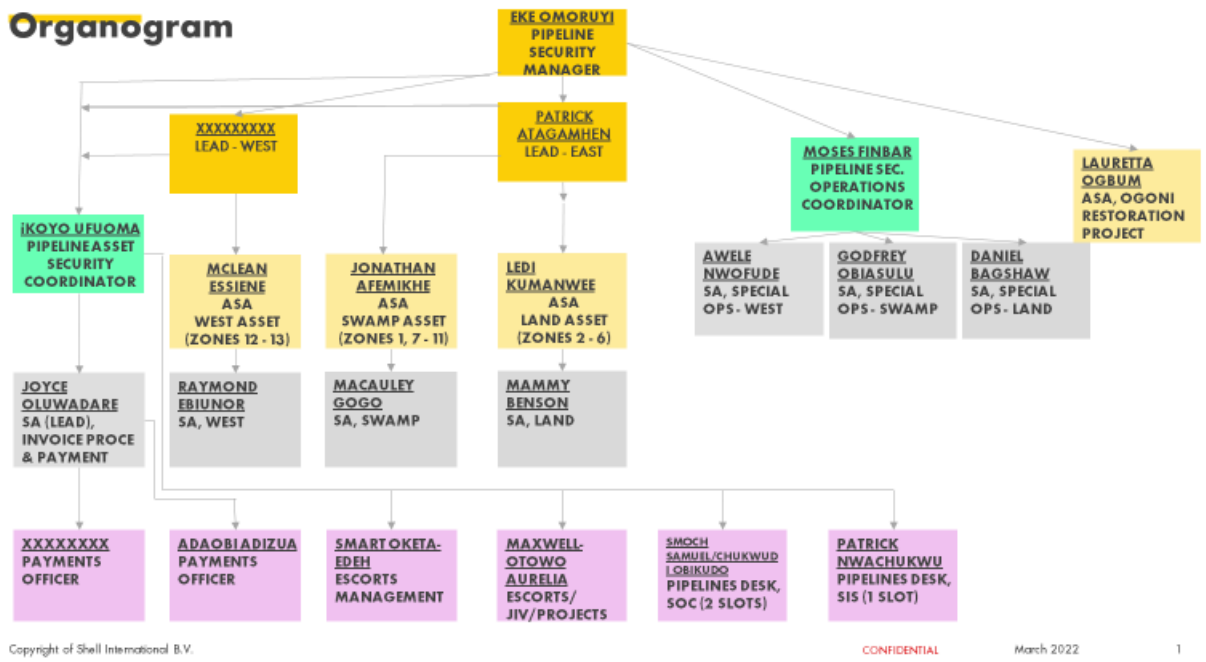 Organogram
EKE OMORUYI
PIPELINE
SECURITY
MANAGER
XXXXXXXXX
LEAD - WEST
PATRICK
ATAGAMHEN
LEAD - EAST
MOSES FINBAR
PIPELINE SEC.
OPERATIONS
COORDINATOR
LAURETTA
OGBUM
ASA, OGONI
RESTORATION
PROJECT
iKOYO UFUOMA
PIPELINE ASSET
SECURITY
COORDINATOR
MCLEAN
ESSIENE
ASA
WEST ASSET
(ZONES 12 - 13)
JONATHAN
AFEMIKHE
ASA
SWAMP ASSET
(ZONES 1, 7 - 11)
LEDI
KUMANWEE
ASA
LAND ASSET
(ZONES 2 - 6)
AWELE
NWOFUDE
SA, SPECIAL
OPS - WEST
GODFREY
OBIASULU
SA, SPECIAL
OPS - SWAMP
DANIEL
BAGSHAW
SA, SPECIAL
OPS - LAND
JOYCE
OLUWADARE
SA (LEAD),
INVOICE PROCE
& PAYMENT
RAYMOND
EBIUNOR
SA, WEST
MACAULEY
GOGO
SA, SWAMP
MAMMY
BENSON
SA, LAND
XXXXXXXX
PAYMENTS
OFFICER
ADAOBI ADIZUA
PAYMENTS
OFFICER
SMART OKETA-
EDEH
ESCORTS
MANAGEMENT
MAXWELL-
OTOWO
AURELIA
ESCORTS/
JIV/PROJECTS
SMOCH
SAMUEL/CHUKWUD
I OBIKUDO
PIPELINES DESK,
SOC (2 SLOTS)
PATRICK
NWACHUKWU
PIPELINES DESK,
SIS (1 SLOT)
Copyright of Shell International B.V.
CONFIDENTIAL
March 2022
1